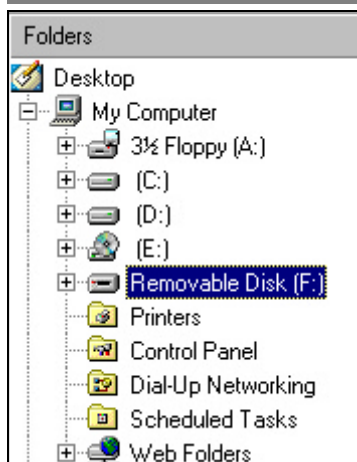 Folders
Desktop
My Computer
3½ Floppy (A:)
(C:)
(D:)
(E:)
Removable Disk (F:)
Printers
Control Panel
Dial-Up Networking
Scheduled Tasks
Web Folders